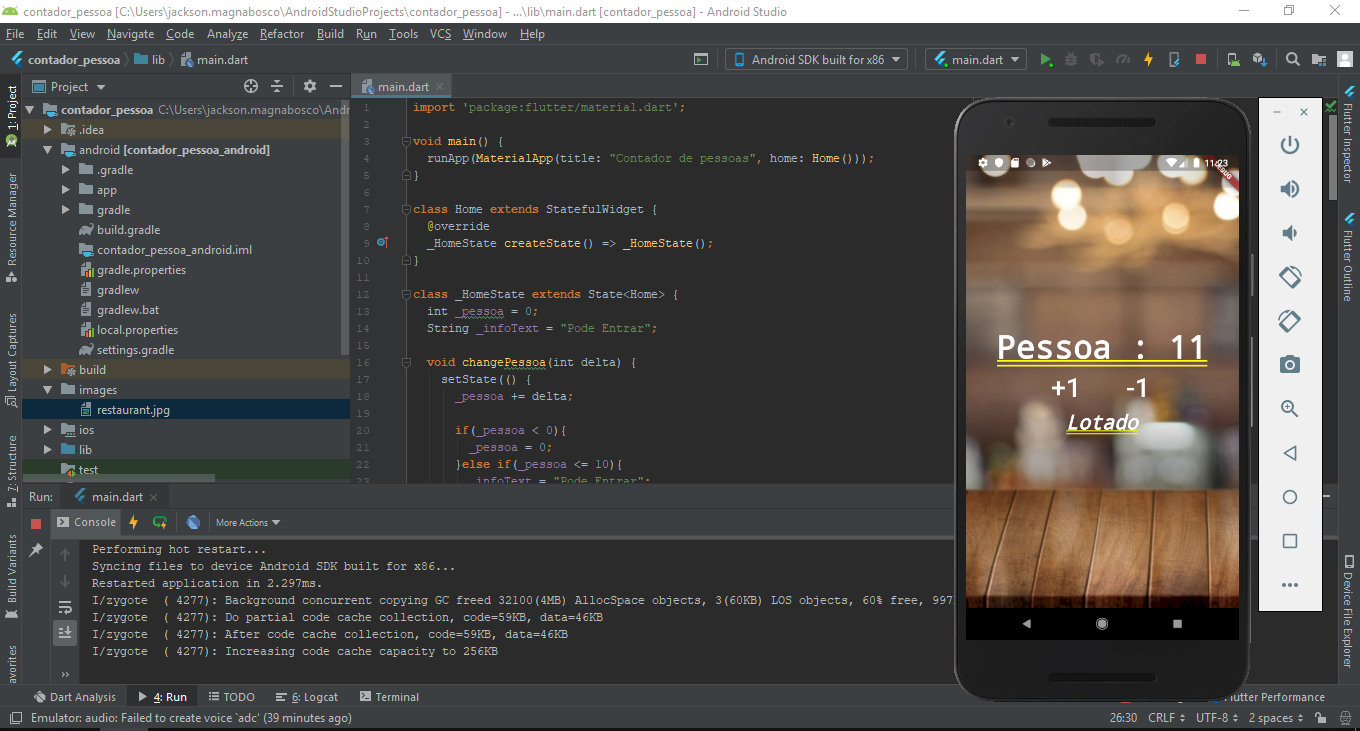 contador_pessoa [C:\Users\jackson.magnabosco\AndroidStudioProjects\contador_pessoa] - ...\lib\main.dart [contador_pessoa] - Android Studio
File Edit View Navigate Code Analyze Refactor Build Run Tools VCS Window Help
contador_pessoa lib main.dart Android SDK built for x86 main.dart
Project main.dart
1: Project
Resource Manager
Layout Captures
7: Structure
Build Variants
avorites
contador_pessoa C:\Users\jackson.magnabosco\Andr
.idea
android [contador_pessoa_android]
.gradle
app
gradle
build.gradle
contador_pessoa_android.iml
gradle.properties
gradlew
gradlew.bat
local.properties
settings.gradle
build
images
restaurant.jpg
ios
lib
test
1 import 'package:flutter/material.dart';
2
3 void main() {
4 runApp(MaterialApp(title: "Contador de pessoas", home: Home()));
5 }
6
7 class Home extends StatefulWidget {
8 @override
9 _HomeState createState() => _HomeState();
10 }
11
12 class _HomeState extends State<Home> {
13 int _pessoa = 0;
14 String _infoText = "Pode Entrar";
15
16 void changePessoa(int delta) {
17 setState(() {
18 _pessoa += delta;
19
20 if(_pessoa < 0){
21 _pessoa = 0;
22 }else if(_pessoa <= 10){
23 _infoText = "Pode Entrar";
11:23
DEBUG
Pessoa : 11
+1 -1
Lotado
Flutter Inspector
Flutter Outline
Device File Explorer
Run: main.dart
Console More Actions
Performing hot restart...
Syncing files to device Android SDK built for x86...
Restarted application in 2.297ms.
I/zygote ( 4277): Background concurrent copying GC freed 32100(4MB) AllocSpace objects, 3(60KB) LOS objects, 60% free, 997
I/zygote ( 4277): Do partial code cache collection, code=59KB, data=46KB
I/zygote ( 4277): After code cache collection, code=59KB, data=46KB
I/zygote ( 4277): Increasing code cache capacity to 256KB
Dart Analysis 4: Run TODO 6: Logcat Terminal Flutter Performance
Emulator: audio: Failed to create voice `adc' (39 minutes ago) 26:30 CRLF UTF-8 2 spaces